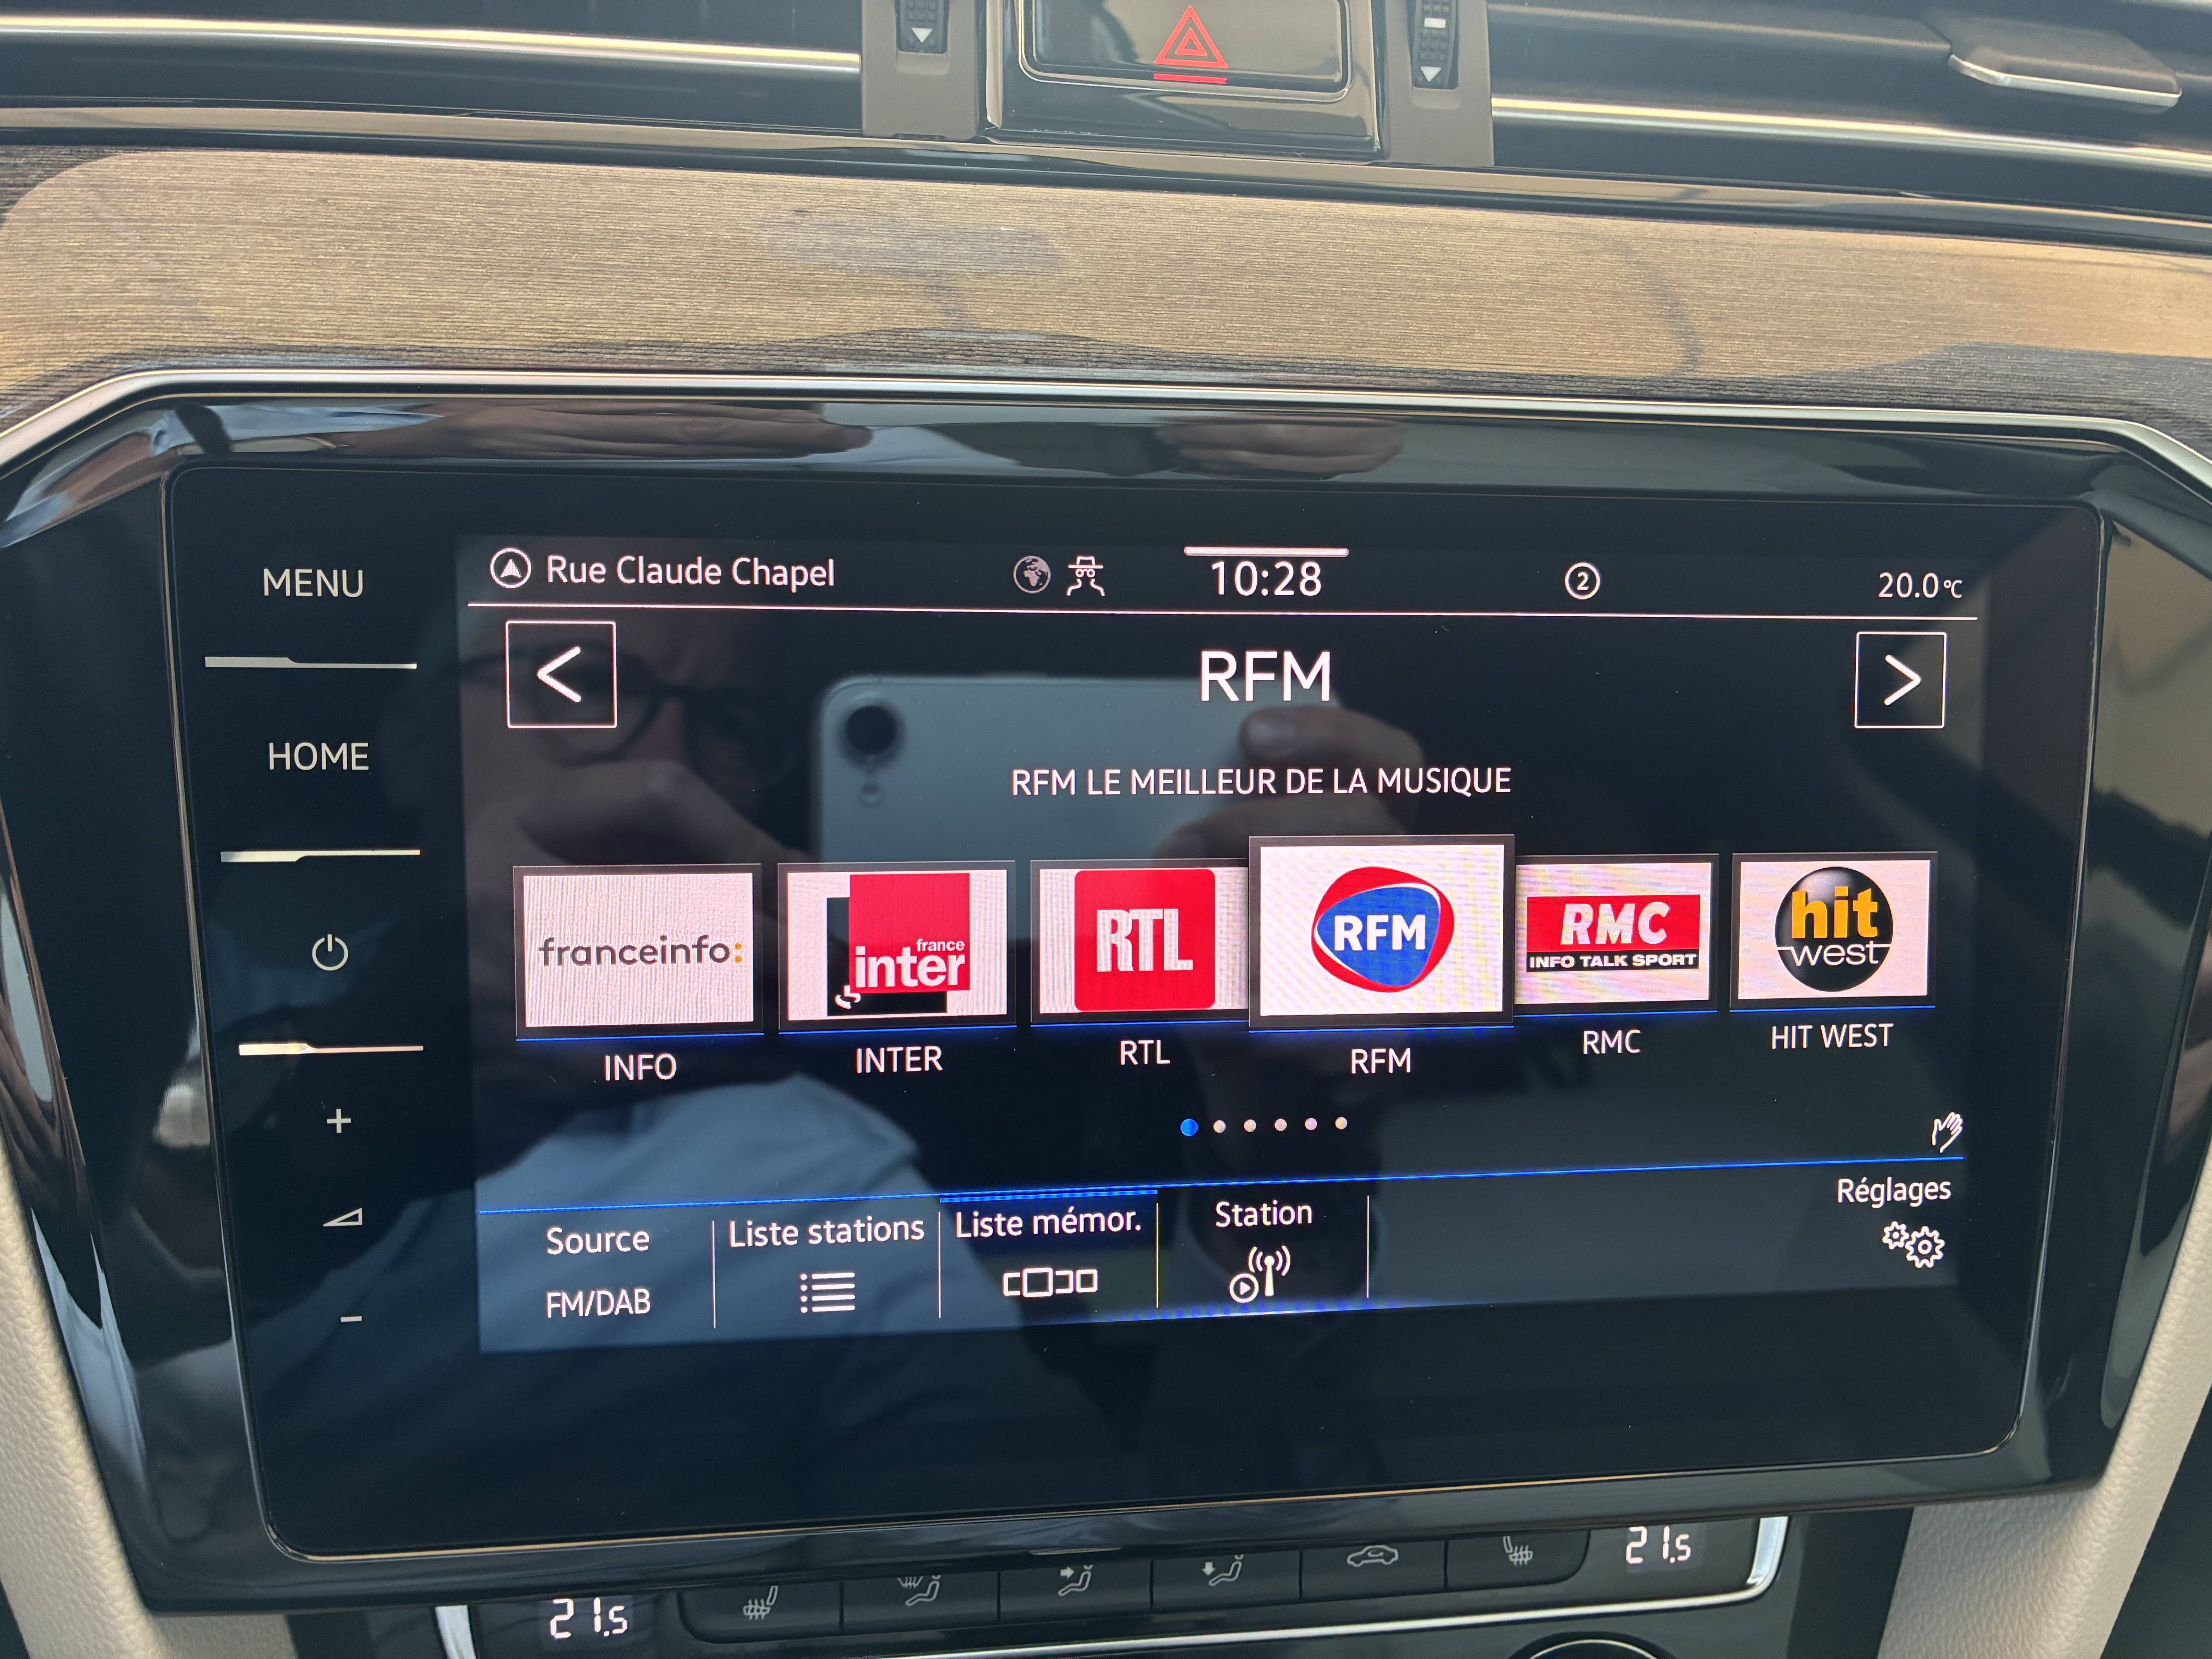 MENU
HOME
+
−
Rue Claude Chapel
10:28
2
20.0°C
<
RFM
>
RFM LE MEILLEUR DE LA MUSIQUE
franceinfo:
france
inter
RTL
RFM
RMC
INFO TALK SPORT
hit
west
INFO
INTER
RTL
RFM
RMC
HIT WEST
Source
FM/DAB
Liste stations
Liste mémor.
Station
Réglages
21.5
21.5